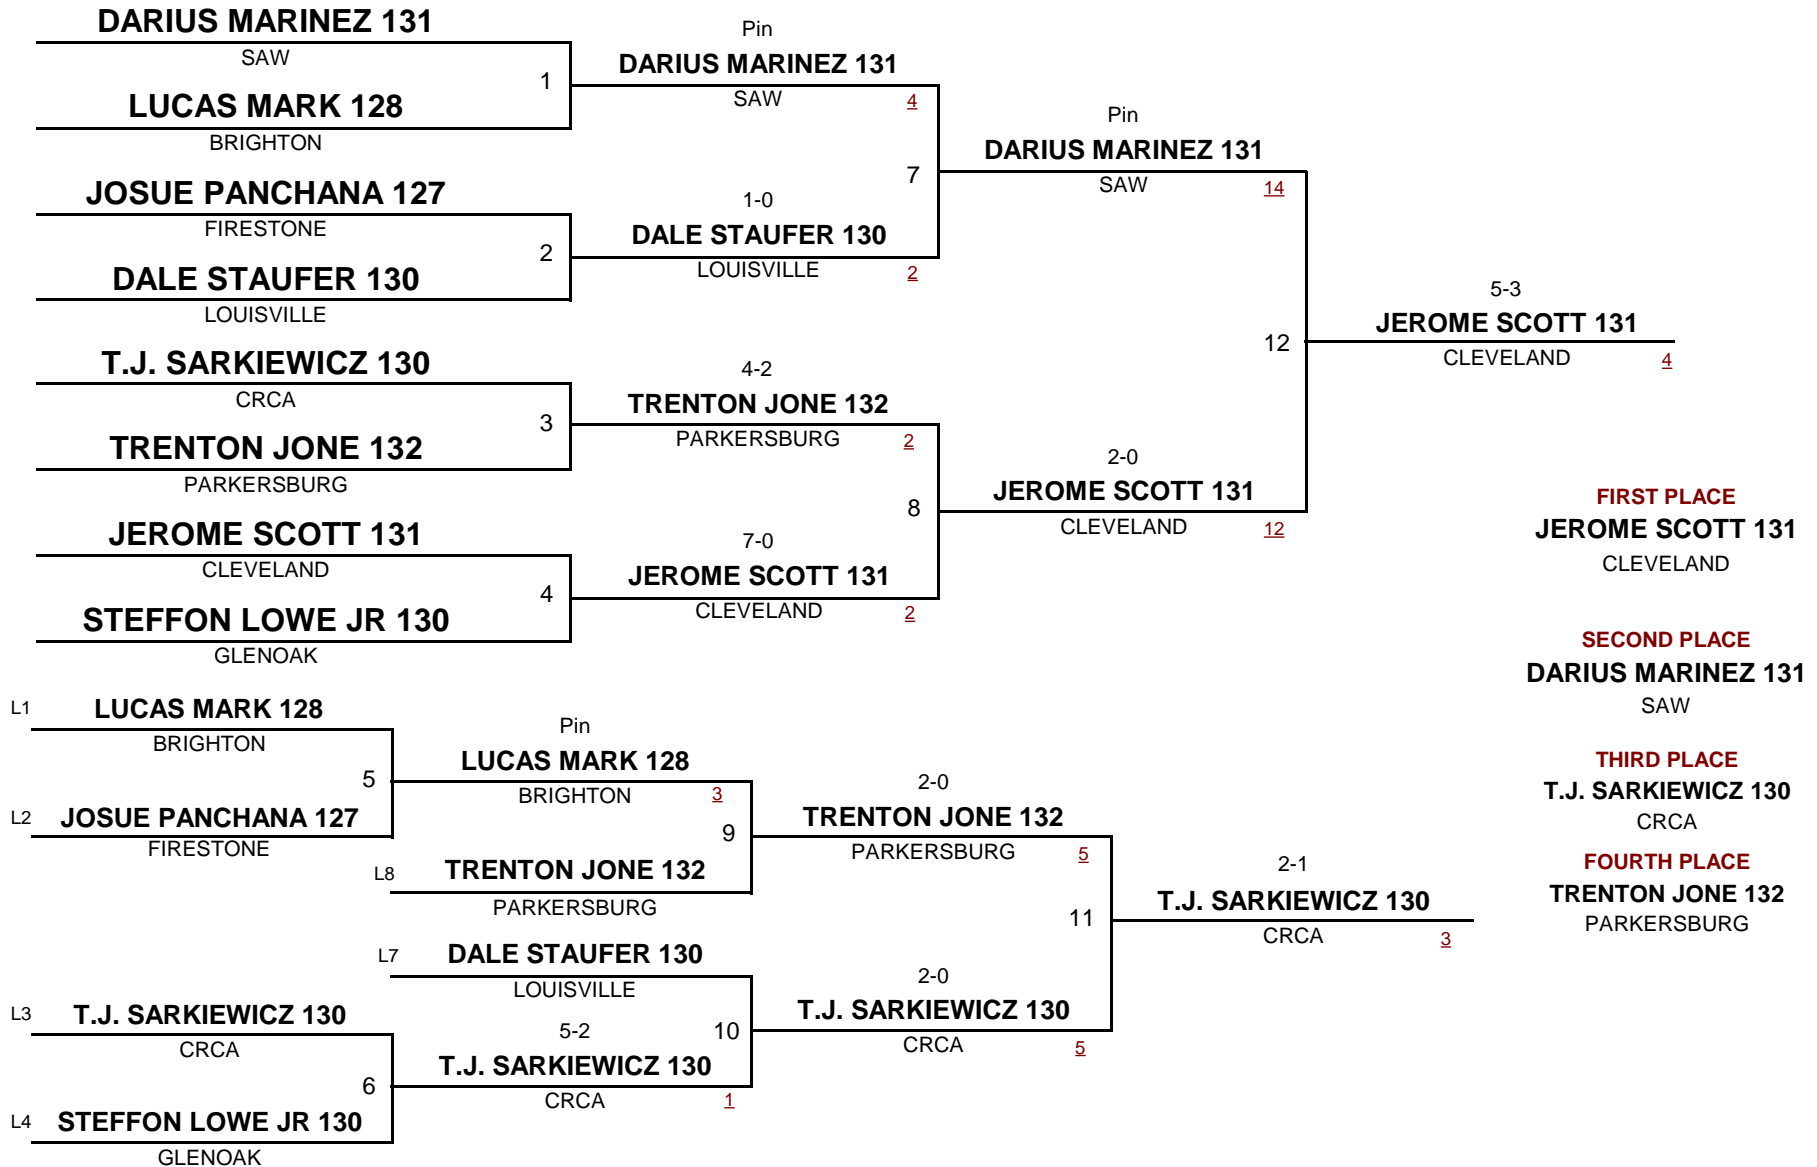 DARIUS MARINEZ 131
SAW
1
LUCAS MARK 128
BRIGHTON
JOSUE PANCHANA 127
FIRESTONE
2
DALE STAUFER 130
LOUISVILLE
T.J. SARKIEWICZ 130
CRCA
3
TRENTON JONE 132
PARKERSBURG
JEROME SCOTT 131
CLEVELAND
4
STEFFON LOWE JR 130
GLENOAK
Pin
DARIUS MARINEZ 131
SAW 4
7
1-0
DALE STAUFER 130
LOUISVILLE 2
4-2
TRENTON JONE 132
PARKERSBURG 2
8
7-0
JEROME SCOTT 131
CLEVELAND 2
Pin
DARIUS MARINEZ 131
SAW 14
12
2-0
JEROME SCOTT 131
CLEVELAND 12
5-3
JEROME SCOTT 131
CLEVELAND 4
FIRST PLACE
JEROME SCOTT 131
CLEVELAND
SECOND PLACE
DARIUS MARINEZ 131
SAW
THIRD PLACE
T.J. SARKIEWICZ 130
CRCA
FOURTH PLACE
TRENTON JONE 132
PARKERSBURG
L1 LUCAS MARK 128
BRIGHTON
5
L2 JOSUE PANCHANA 127
FIRESTONE
L3 T.J. SARKIEWICZ 130
CRCA
6
L4 STEFFON LOWE JR 130
GLENOAK
Pin
LUCAS MARK 128
BRIGHTON 3
9
L8 TRENTON JONE 132
PARKERSBURG
L7 DALE STAUFER 130
LOUISVILLE
10
5-2
T.J. SARKIEWICZ 130
CRCA 1
2-0
TRENTON JONE 132
PARKERSBURG 5
11
2-0
T.J. SARKIEWICZ 130
CRCA 5
2-1
T.J. SARKIEWICZ 130
CRCA 3